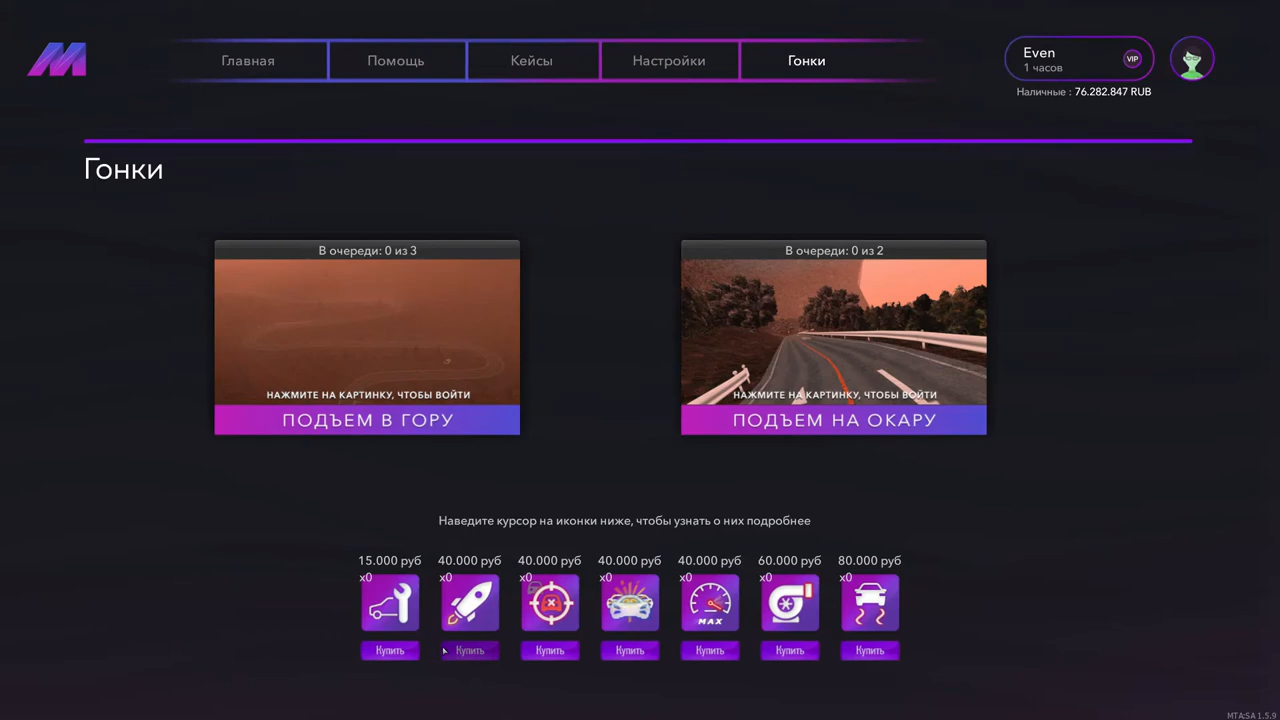 Главная
Помощь
Кейсы
Настройки
Гонки
Even
1 часов
VIP
Наличные : 76.282.847 RUB
Гонки
В очереди: 0 из 3
НАЖМИТЕ НА КАРТИНКУ, ЧТОБЫ ВОЙТИ
ПОДЪЕМ В ГОРУ
В очереди: 0 из 2
НАЖМИТЕ НА КАРТИНКУ, ЧТОБЫ ВОЙТИ
ПОДЪЕМ НА ОКАРУ
Наведите курсор на иконки ниже, чтобы узнать о них подробнее
15.000 руб
40.000 руб
40.000 руб
40.000 руб
40.000 руб
60.000 руб
80.000 руб
x0
x0
x0
x0
x0
x0
x0
MAX
Купить
Купить
Купить
Купить
Купить
Купить
Купить
MTA:SA 1.5.9